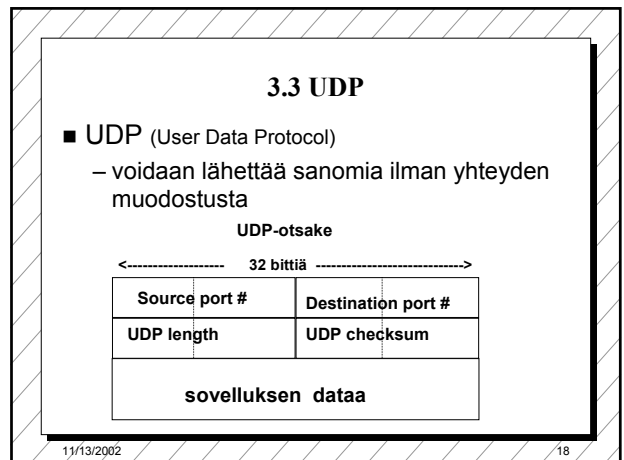 3.3 UDP
■ UDP (User Data Protocol)
– voidaan lähettää sanomia ilman yhteyden
muodostusta
UDP-otsake
<------------------- 32 bittiä ---------------------------->
Source port # Destination port #
UDP length UDP checksum
sovelluksen dataa
11/13/2002 18